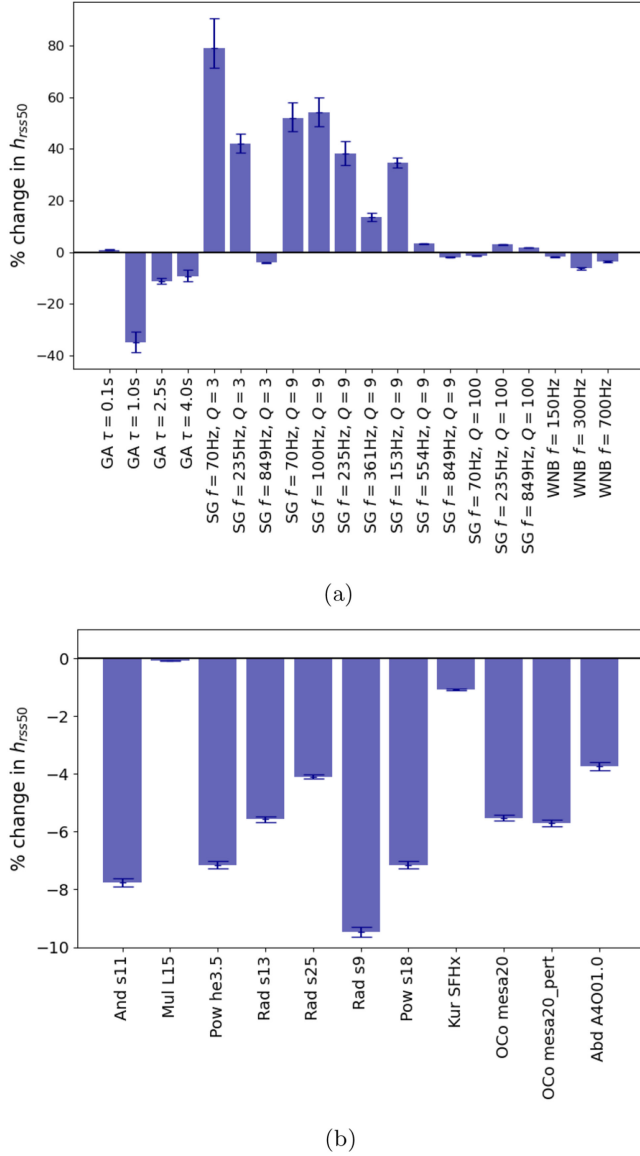 % change in h_rss50
80
60
40
20
0
−20
−40
GA τ = 0.1s
GA τ = 1.0s
GA τ = 2.5s
GA τ = 4.0s
SG f = 70Hz, Q = 3
SG f = 235Hz, Q = 3
SG f = 849Hz, Q = 3
SG f = 70Hz, Q = 9
SG f = 100Hz, Q = 9
SG f = 235Hz, Q = 9
SG f = 361Hz, Q = 9
SG f = 153Hz, Q = 9
SG f = 554Hz, Q = 9
SG f = 849Hz, Q = 9
SG f = 70Hz, Q = 100
SG f = 235Hz, Q = 100
SG f = 849Hz, Q = 100
WNB f = 150Hz
WNB f = 300Hz
WNB f = 700Hz
(a)
% change in h_rss50
0
−2
−4
−6
−8
−10
And s11
Mul L15
Pow he3.5
Rad s13
Rad s25
Rad s9
Pow s18
Kur SFHx
OCo mesa20
OCo mesa20_pert
Abd A4O01.0
(b)